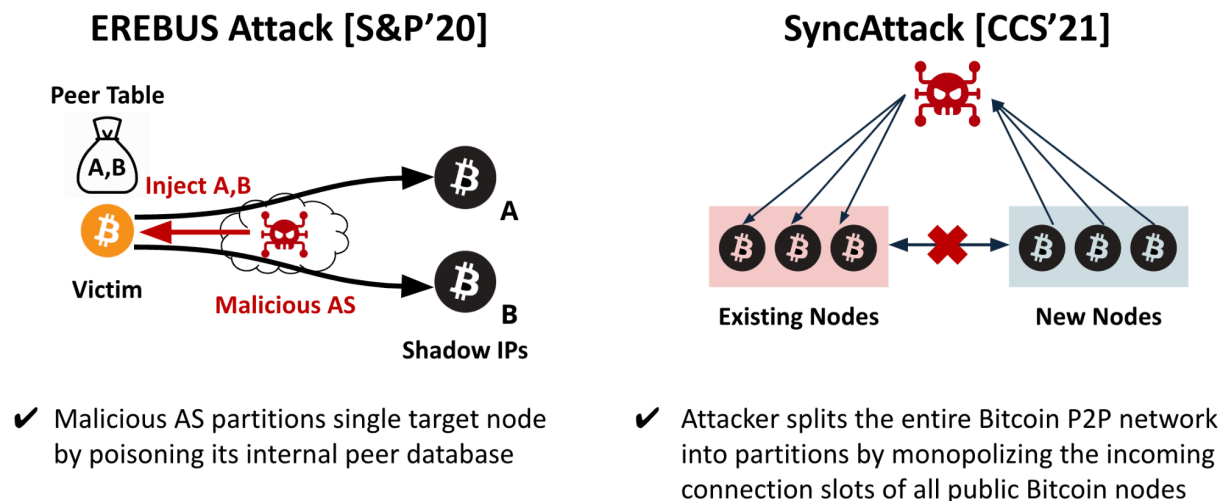 EREBUS Attack [S&P'20]
Peer Table
A,B
Inject A,B
A
Victim
Malicious AS
B
Shadow IPs
✔ Malicious AS partitions single target node
by poisoning its internal peer database
SyncAttack [CCS'21]
Existing Nodes
New Nodes
✔ Attacker splits the entire Bitcoin P2P network
into partitions by monopolizing the incoming
connection slots of all public Bitcoin nodes